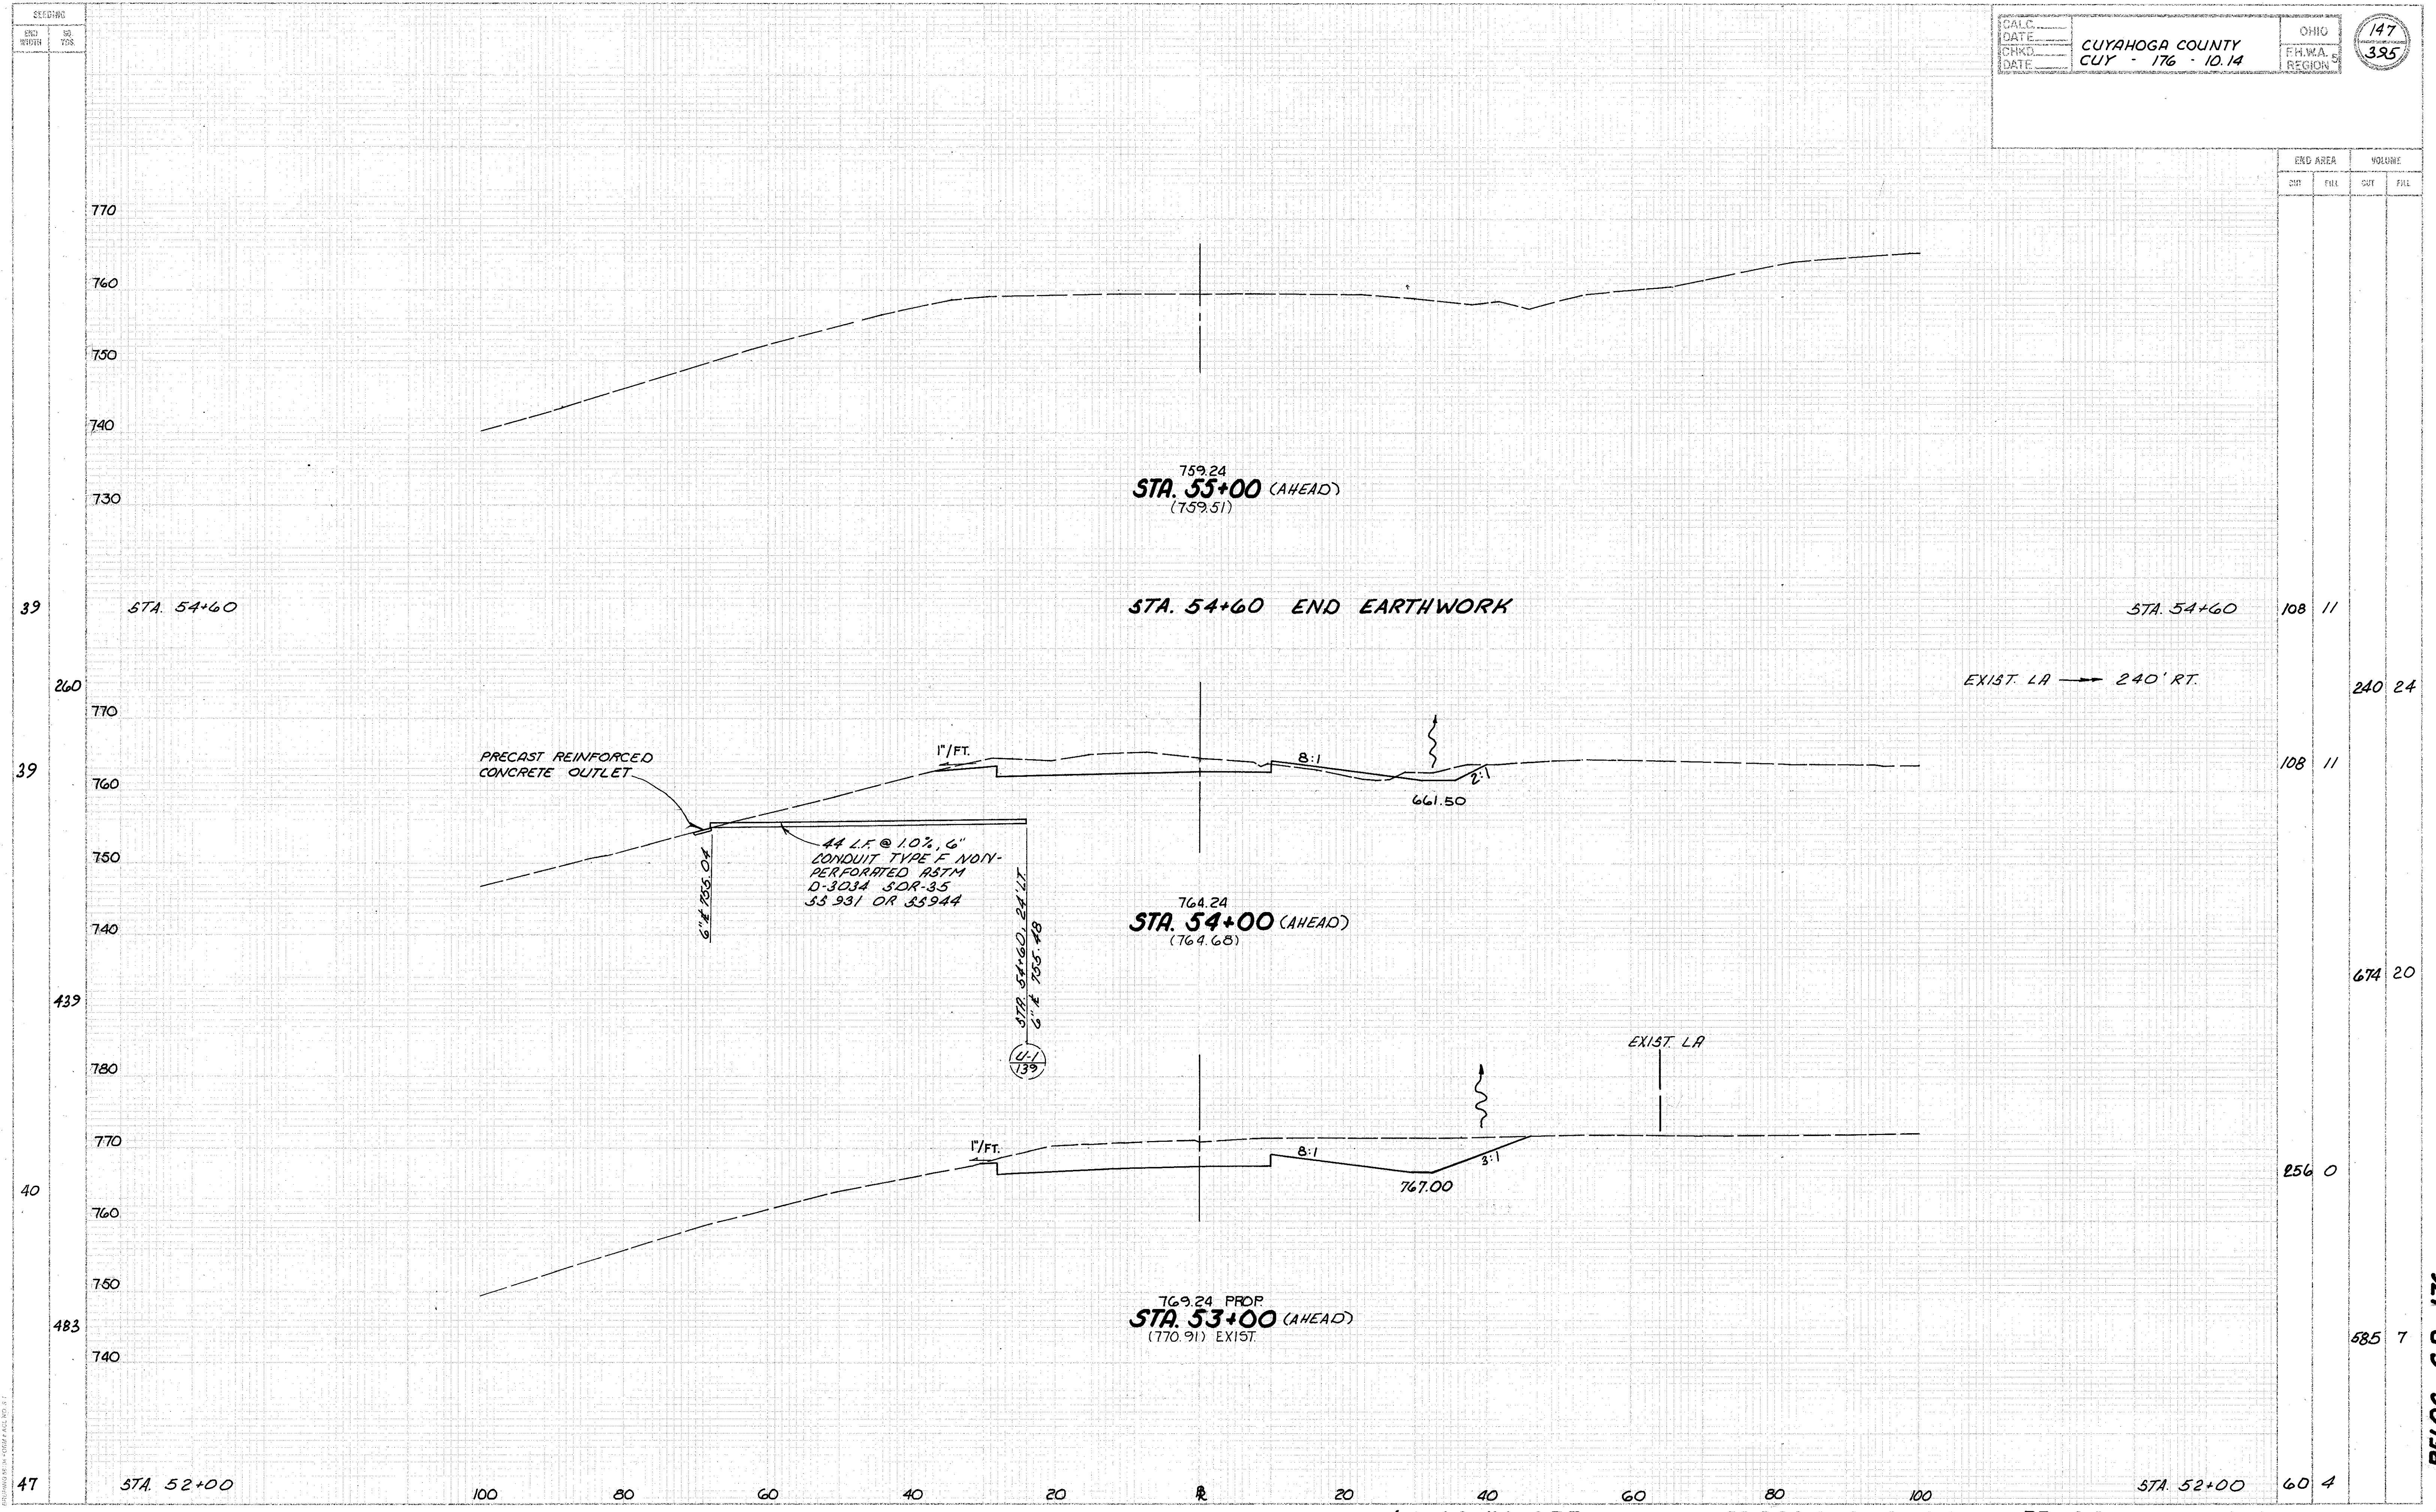 SEEDING
END WIDTH
SQ. YDS.
CALC.
DATE
CHKD.
DATE
CUYAHOGA COUNTY
CUY - 176 - 10.14
OHIO
F.H.W.A. 5
REGION
147
395
END AREA
VOLUME
CUT
FILL
CUT
FILL
770
760
750
740
730
759.24
STA. 55+00 (AHEAD)
(759.51)
39
STA. 54+60
STA. 54+60 END EARTHWORK
STA. 54+60
108 11
260
EXIST. LA → 240' RT.
240 24
770
PRECAST REINFORCED
CONCRETE OUTLET
1"/FT.
8:1
2:1
39
108 11
760
661.50
750
740
6" ℄ 755.04
44 L.F. @ 1.0%, 6"
CONDUIT TYPE F NON-
PERFORATED ASTM
D-3034 SDR-35
SS 931 OR SS944
STA. 54+60, 24' LT.
6" ℄ 755.48
764.24
STA. 54+00 (AHEAD)
(764.68)
674 20
439
U-1
139
EXIST. LA
780
770
1"/FT.
8:1
3:1
767.00
256 0
40
760
750
740
769.24 PROP.
STA. 53+00 (AHEAD)
(770.91) EXIST.
483
585 7
47
STA. 52+00
100 80 60 40 20 ℞ 20 40 60 80 100
STA. 52+00
60 4